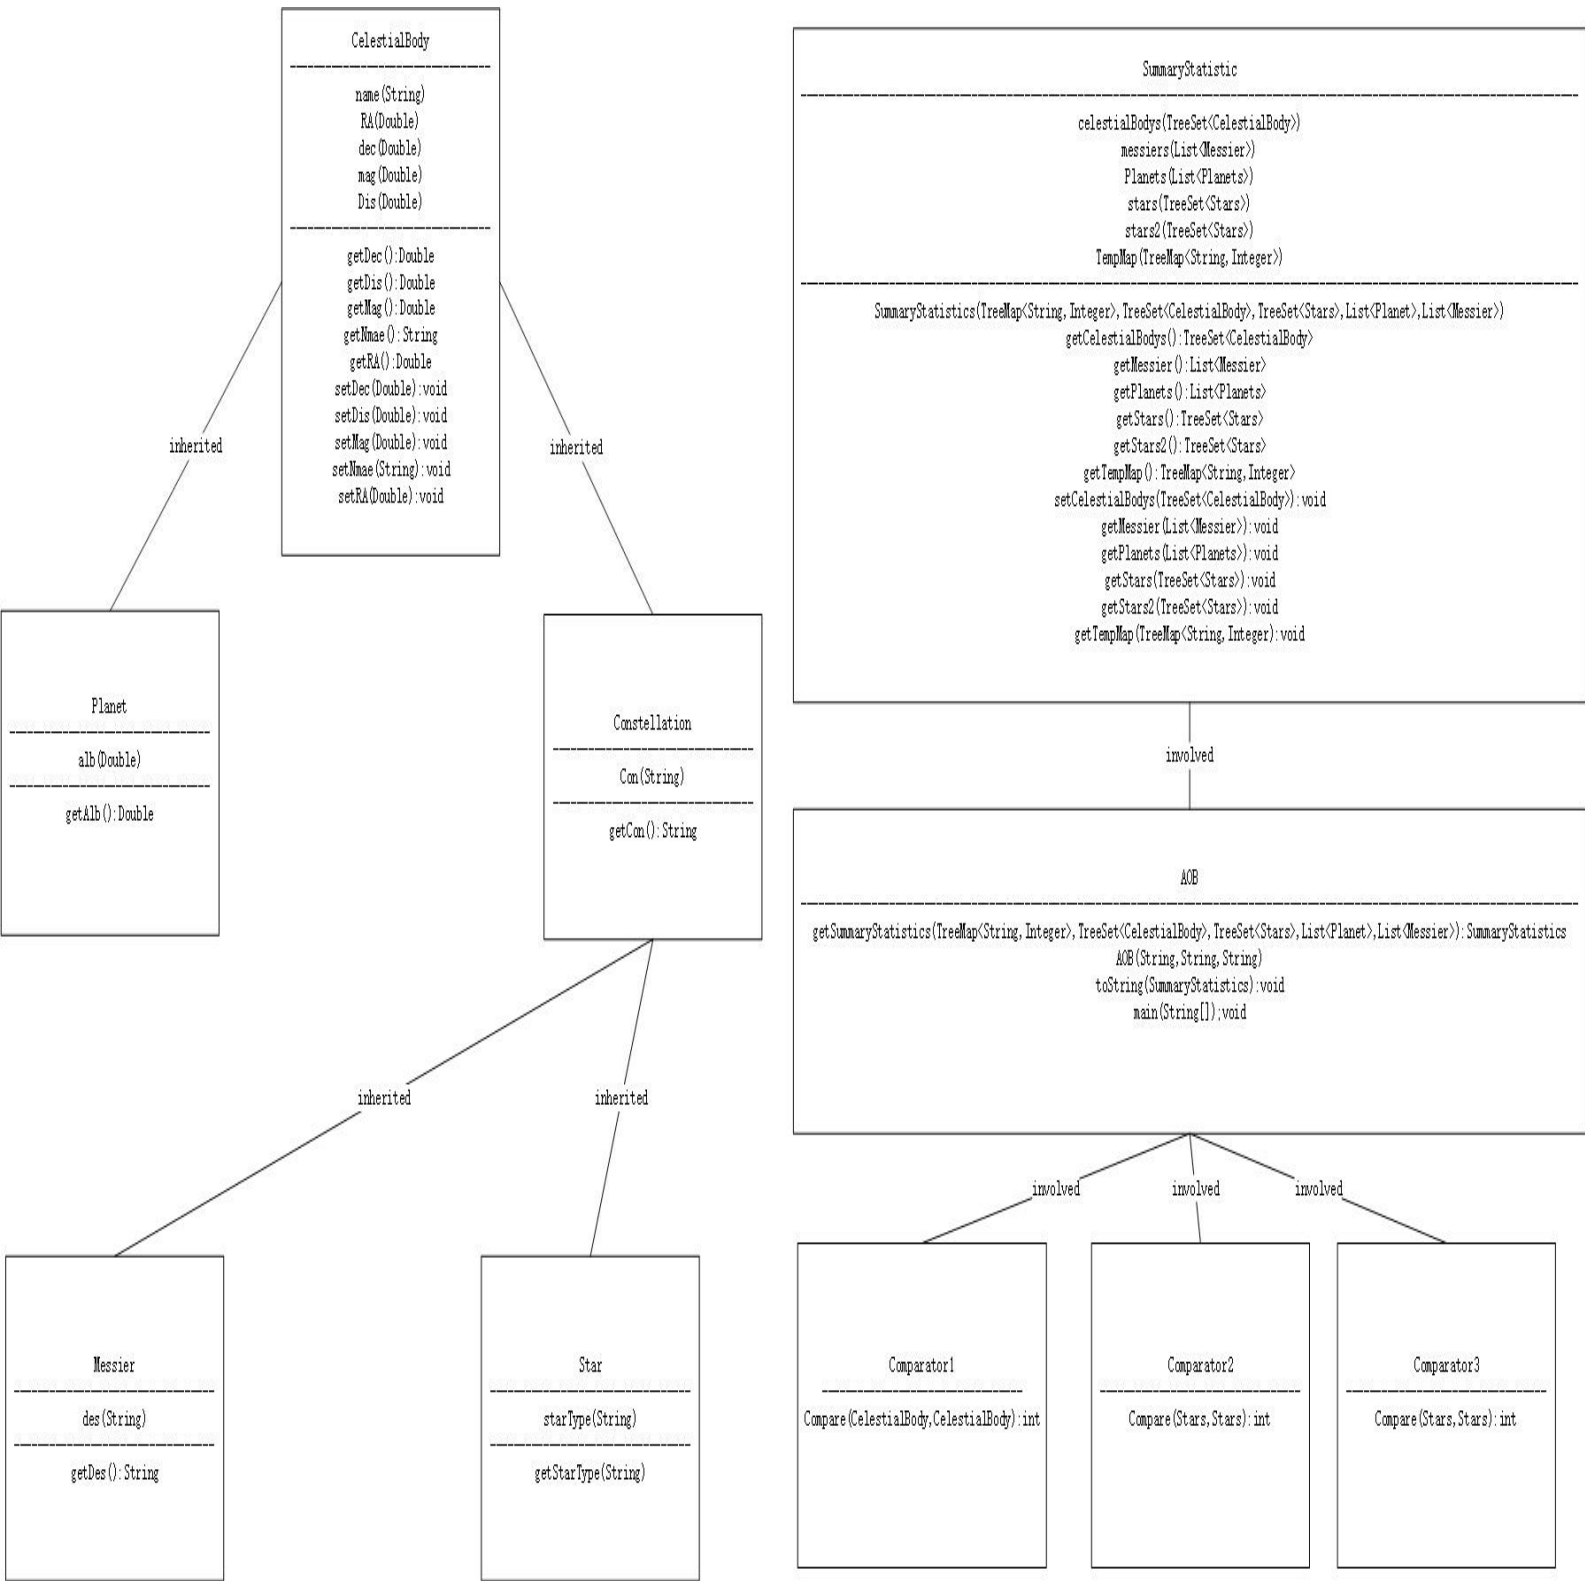 CelestialBody
name(String)
RA(Double)
dec(Double)
mag(Double)
Dis(Double)
getDec():Double
getDis():Double
getMag():Double
getNmae():String
getRA():Double
setDec(Double):void
setDis(Double):void
setMag(Double):void
setNmae(String):void
setRA(Double):void
inherited
inherited
Planet
alb(Double)
getAlb():Double
Constellation
Con(String)
getCon():String
inherited
inherited
Messier
des(String)
getDes():String
Star
starType(String)
getStarType(String)
SummaryStatistic
celestialBodys(TreeSet<CelestialBody>)
messiers(List<Messier>)
Planets(List<Planets>)
stars(TreeSet<Stars>)
stars2(TreeSet<Stars>)
TempMap(TreeMap<String,Integer>)
SummaryStatistics(TreeMap<String,Integer>,TreeSet<CelestialBody>,TreeSet<Stars>,List<Planet>,List<Messier>)
getCelestialBodys():TreeSet<CelestialBody>
getMessier():List<Messier>
getPlanets():List<Planets>
getStars():TreeSet<Stars>
getStars2():TreeSet<Stars>
getTempMap():TreeMap<String,Integer>
setCelestialBodys(TreeSet<CelestialBody>):void
getMessier(List<Messier>):void
getPlanets(List<Planets>):void
getStars(TreeSet<Stars>):void
getStars2(TreeSet<Stars>):void
getTempMap(TreeMap<String,Integer):void
involved
AOB
getSummaryStatistics(TreeMap<String,Integer>,TreeSet<CelestialBody>,TreeSet<Stars>,List<Planet>,List<Messier>):SummaryStatistics
AOB(String,String,String)
toString(SummaryStatistics):void
main(String[]);void
involved
involved
involved
Comparator1
Compare(CelestialBody,CelestialBody):int
Comparator2
Compare(Stars,Stars):int
Comparator3
Compare(Stars,Stars):int